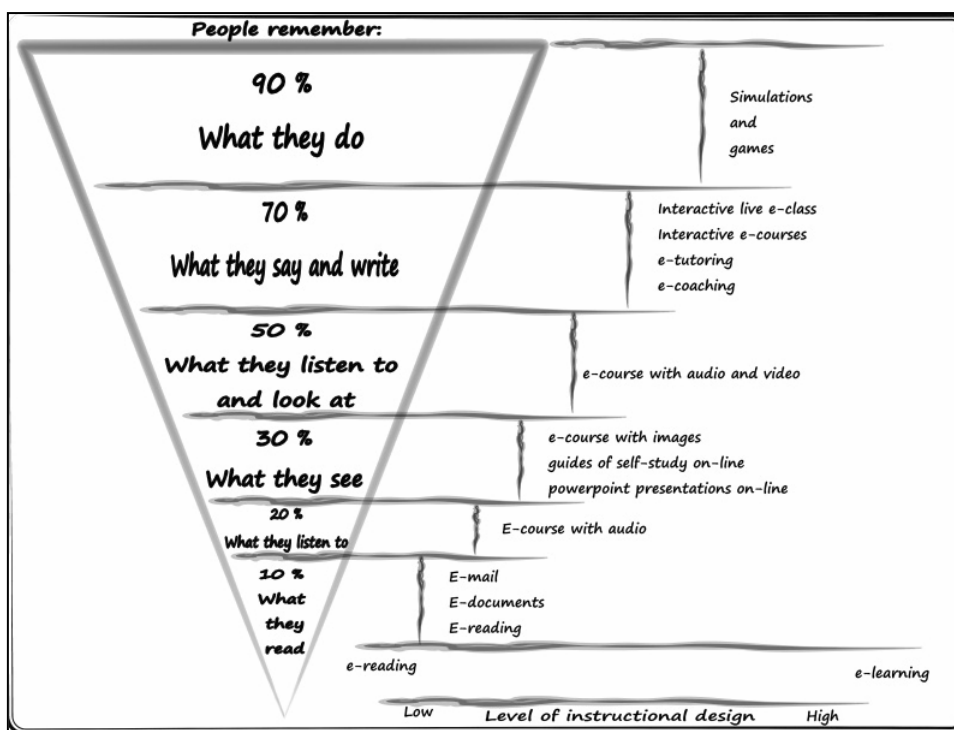 People remember:
90 %
What they do
Simulations
and
games
70 %
What they say and write
Interactive live e-class
Interactive e-courses
e-tutoring
e-coaching
50 %
What they listen to
and look at
e-course with audio and video
30 %
What they see
e-course with images
guides of self-study on-line
powerpoint presentations on-line
20 %
What they listen to
E-course with audio
10 %
What
they
read
E-mail
E-documents
E-reading
e-reading
e-learning
Low
Level of instructional design
High